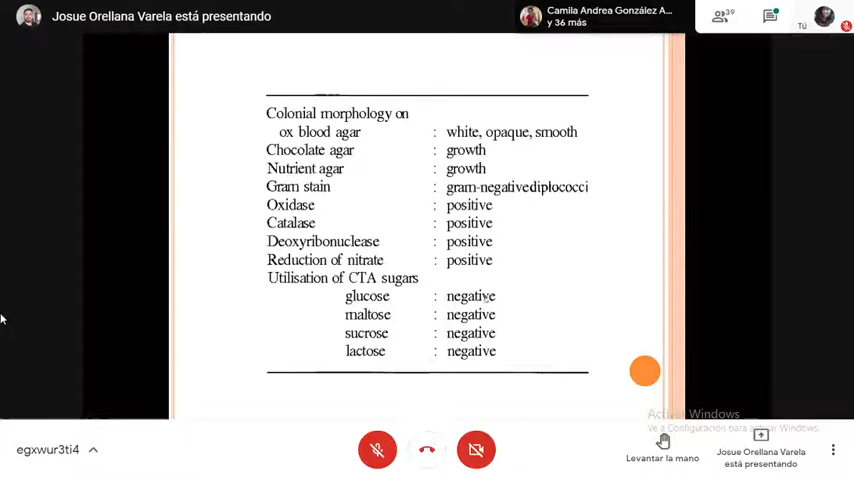 Josue Orellana Varela está presentando
Camila Andrea González A...
y 36 más
39
Tú
Colonial morphology on
ox blood agar : white, opaque, smooth
Chocolate agar : growth
Nutrient agar : growth
Gram stain : gram-negativediplococci
Oxidase : positive
Catalase : positive
Deoxyribonuclease : positive
Reduction of nitrate : positive
Utilisation of CTA sugars
glucose : negative
maltose : negative
sucrose : negative
lactose : negative
Activar Windows
Ve a Configuración para activar Windows.
egxwur3ti4
Levantar la mano
Josue Orellana Varela
está presentando